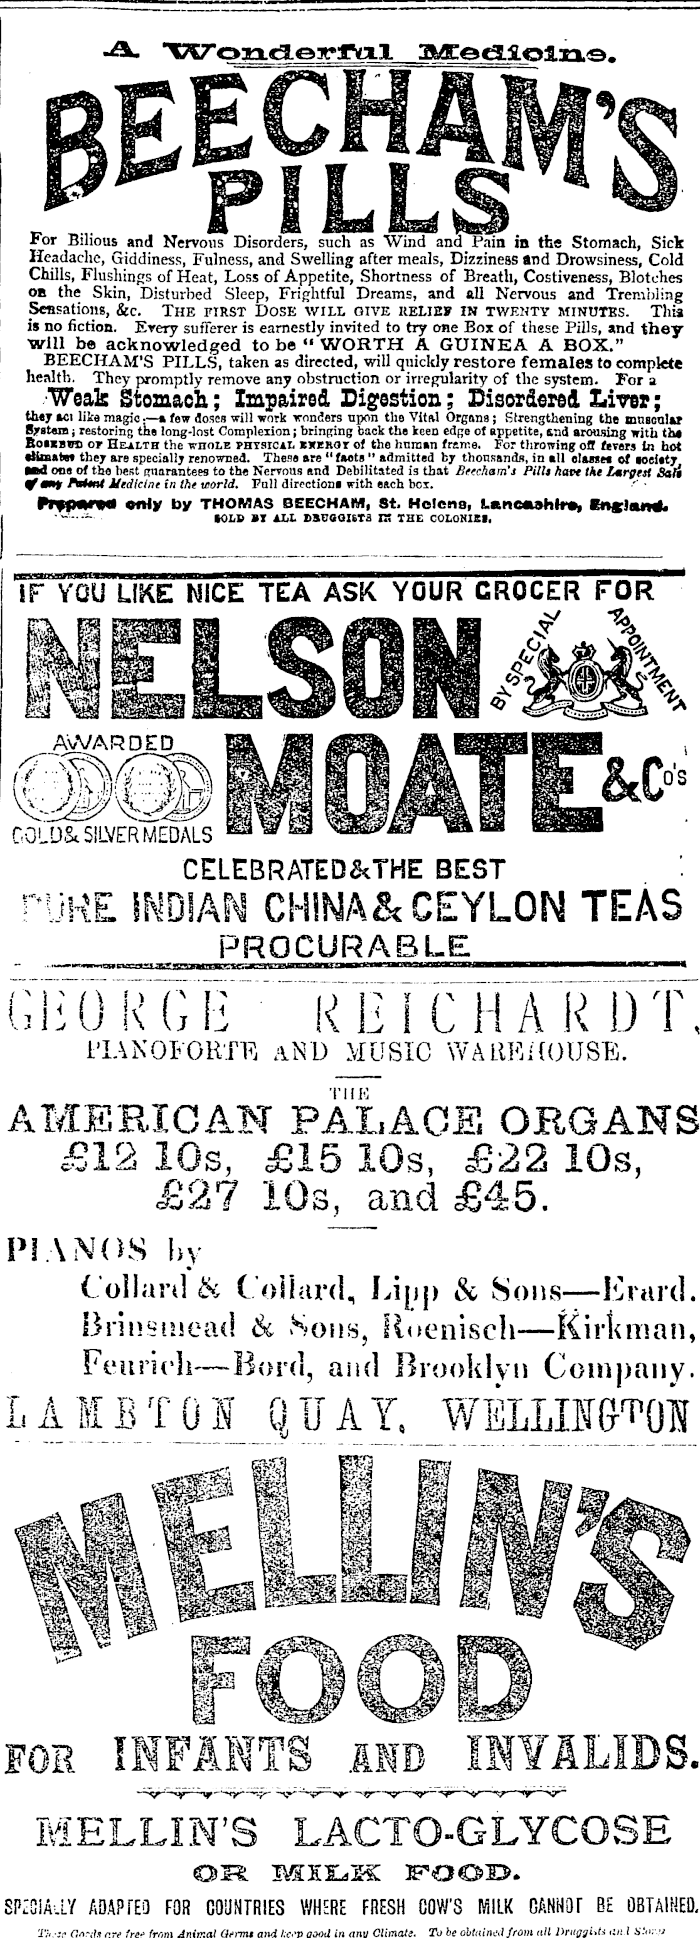 A Wonderful Medicine.
BEECHAM'S
PILLS
For Bilious and Nervous Disorders, such as Wind and Pain in the Stomach, Sick
Headache, Giddiness, Fulness, and Swelling after meals, Dizziness and Drowsiness, Cold
Chills, Flushings of Heat, Loss of Appetite, Shortness of Breath, Costiveness, Blotches
on the Skin, Disturbed Sleep, Frightful Dreams, and all Nervous and Trembling
Sensations, &c. THE FIRST DOSE WILL GIVE RELIEF IN TWENTY MINUTES. This
is no fiction. Every sufferer is earnestly invited to try one Box of these Pills, and they
will be acknowledged to be "WORTH A GUINEA A BOX."
BEECHAM'S PILLS, taken as directed, will quickly restore females to complete
health. They promptly remove any obstruction or irregularity of the system. For a
Weak Stomach; Impaired Digestion; Disordered Liver;
they act like magic:—a few doses will work wonders upon the Vital Organs; Strengthening the muscular
System; restoring the long-lost Complexion; bringing back the keen edge of appetite, and arousing with the
ROSEBUD OF HEALTH the WHOLE PHYSICAL ENERGY of the human frame. For throwing off fevers in hot
climates they are specially renowned. These are "facts" admitted by thousands, in all classes of society,
and one of the best guarantees to the Nervous and Debilitated is that Beecham's Pills have the Largest Sale
of any Patent Medicine in the world. Full directions with each box.
Prepared only by THOMAS BEECHAM, St. Helens, Lancashire, England.
SOLD BY ALL DRUGGISTS IN THE COLONIES.
IF YOU LIKE NICE TEA ASK YOUR GROCER FOR
NELSON
BY SPECIAL APPOINTMENT
AWARDED
GOLD & SILVER MEDALS
MOATE & Co's
CELEBRATED & THE BEST
PURE INDIAN CHINA & CEYLON TEAS
PROCURABLE
GEORGE REICHARDT,
PIANOFORTE AND MUSIC WAREHOUSE.
THE
AMERICAN PALACE ORGANS
£12 10s, £15 10s, £22 10s,
£27 10s, and £45.
PIANOS by
Collard & Collard, Lipp & Sons—Erard.
Brinsmead & Sons, Roenisch—Kirkman,
Feurich—Bord, and Brooklyn Company.
LAMBTON QUAY, WELLINGTON
MELLIN'S
FOOD
FOR INFANTS AND INVALIDS.
MELLIN'S LACTO-GLYCOSE
OR MILK FOOD.
SPECIALLY ADAPTED FOR COUNTRIES WHERE FRESH COW'S MILK CANNOT BE OBTAINED.
These Goods are free from Animal Germs and keep good in any Climate. To be obtained from all Druggists and Stores